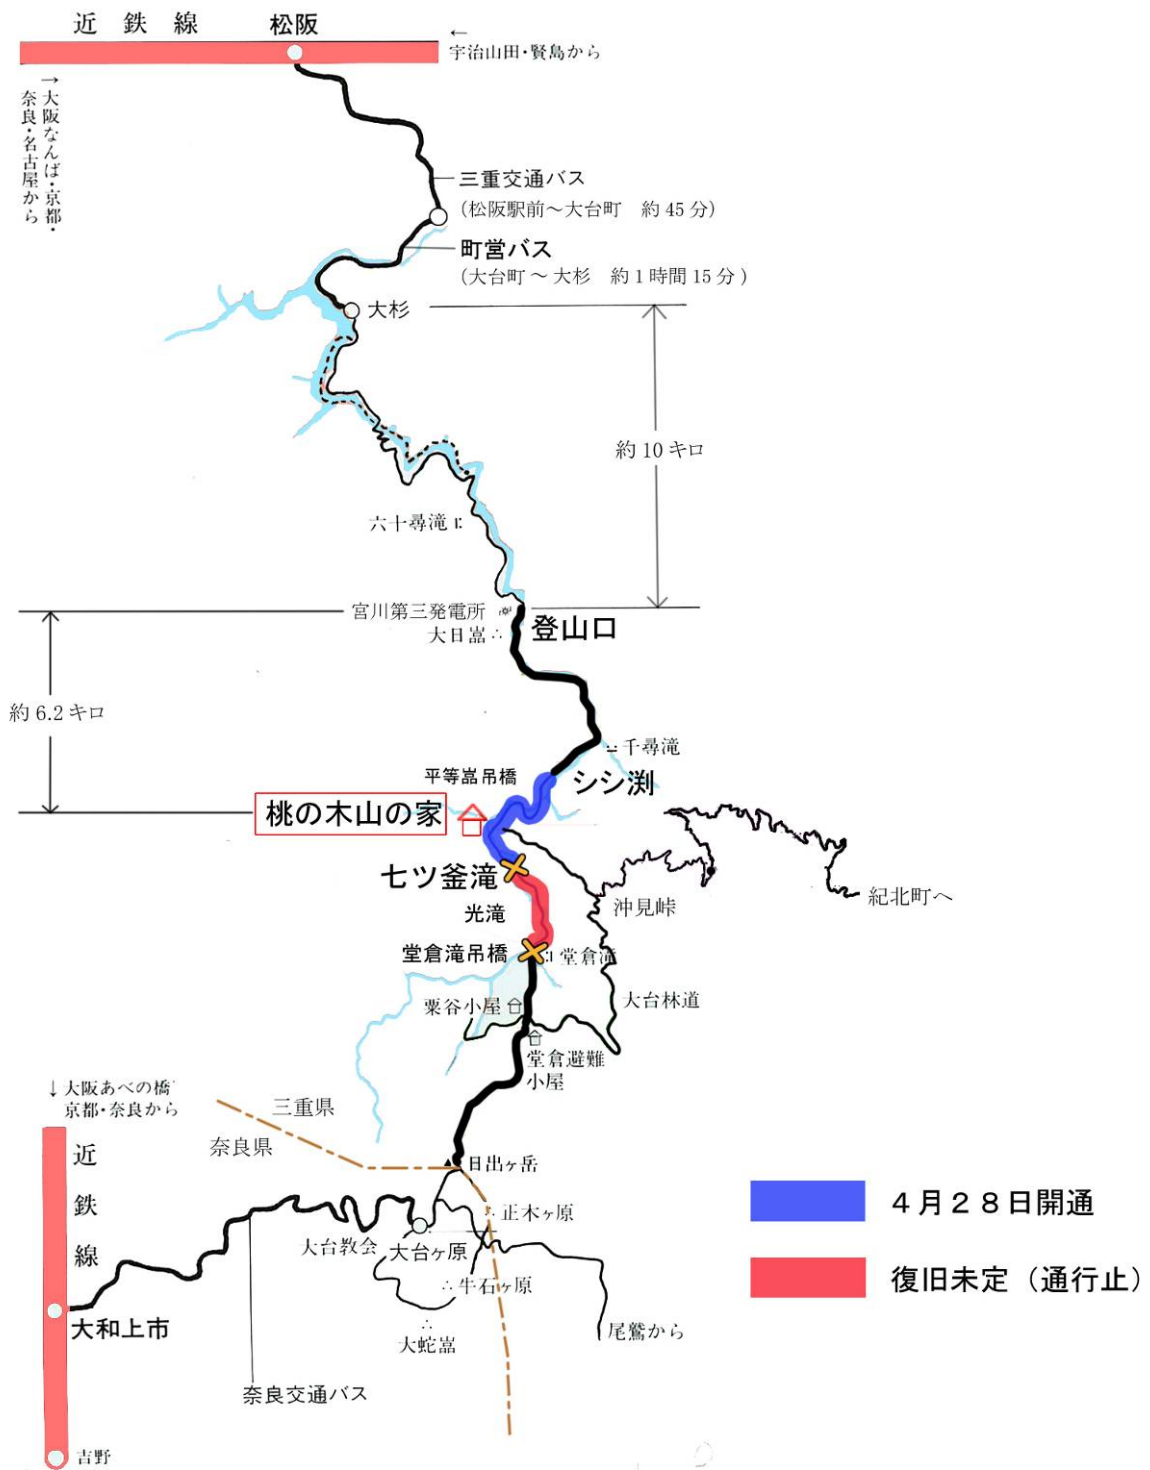 近鉄線
松阪
←
宇治山田・賢島から
→大阪なんば・京都・
奈良・名古屋から
三重交通バス
(松阪駅前～大台町 約45分)
町営バス
(大台町～大杉 約1時間15分)
大杉
約10キロ
六十尋滝
宮川第三発電所
大日嵓
登山口
約6.2キロ
千尋滝
平等嵓吊橋
シシ渕
桃の木山の家
七ツ釜滝
沖見峠
紀北町へ
光滝
堂倉滝吊橋
堂倉滝
粟谷小屋
大台林道
堂倉避難
小屋
↓大阪あべの橋
京都・奈良から
三重県
奈良県
近鉄線
日出ヶ岳
正木ヶ原
大台教会
大台ヶ原
牛石ヶ原
大蛇嵓
尾鷲から
大和上市
奈良交通バス
吉野
４月２８日開通
復旧未定（通行止）